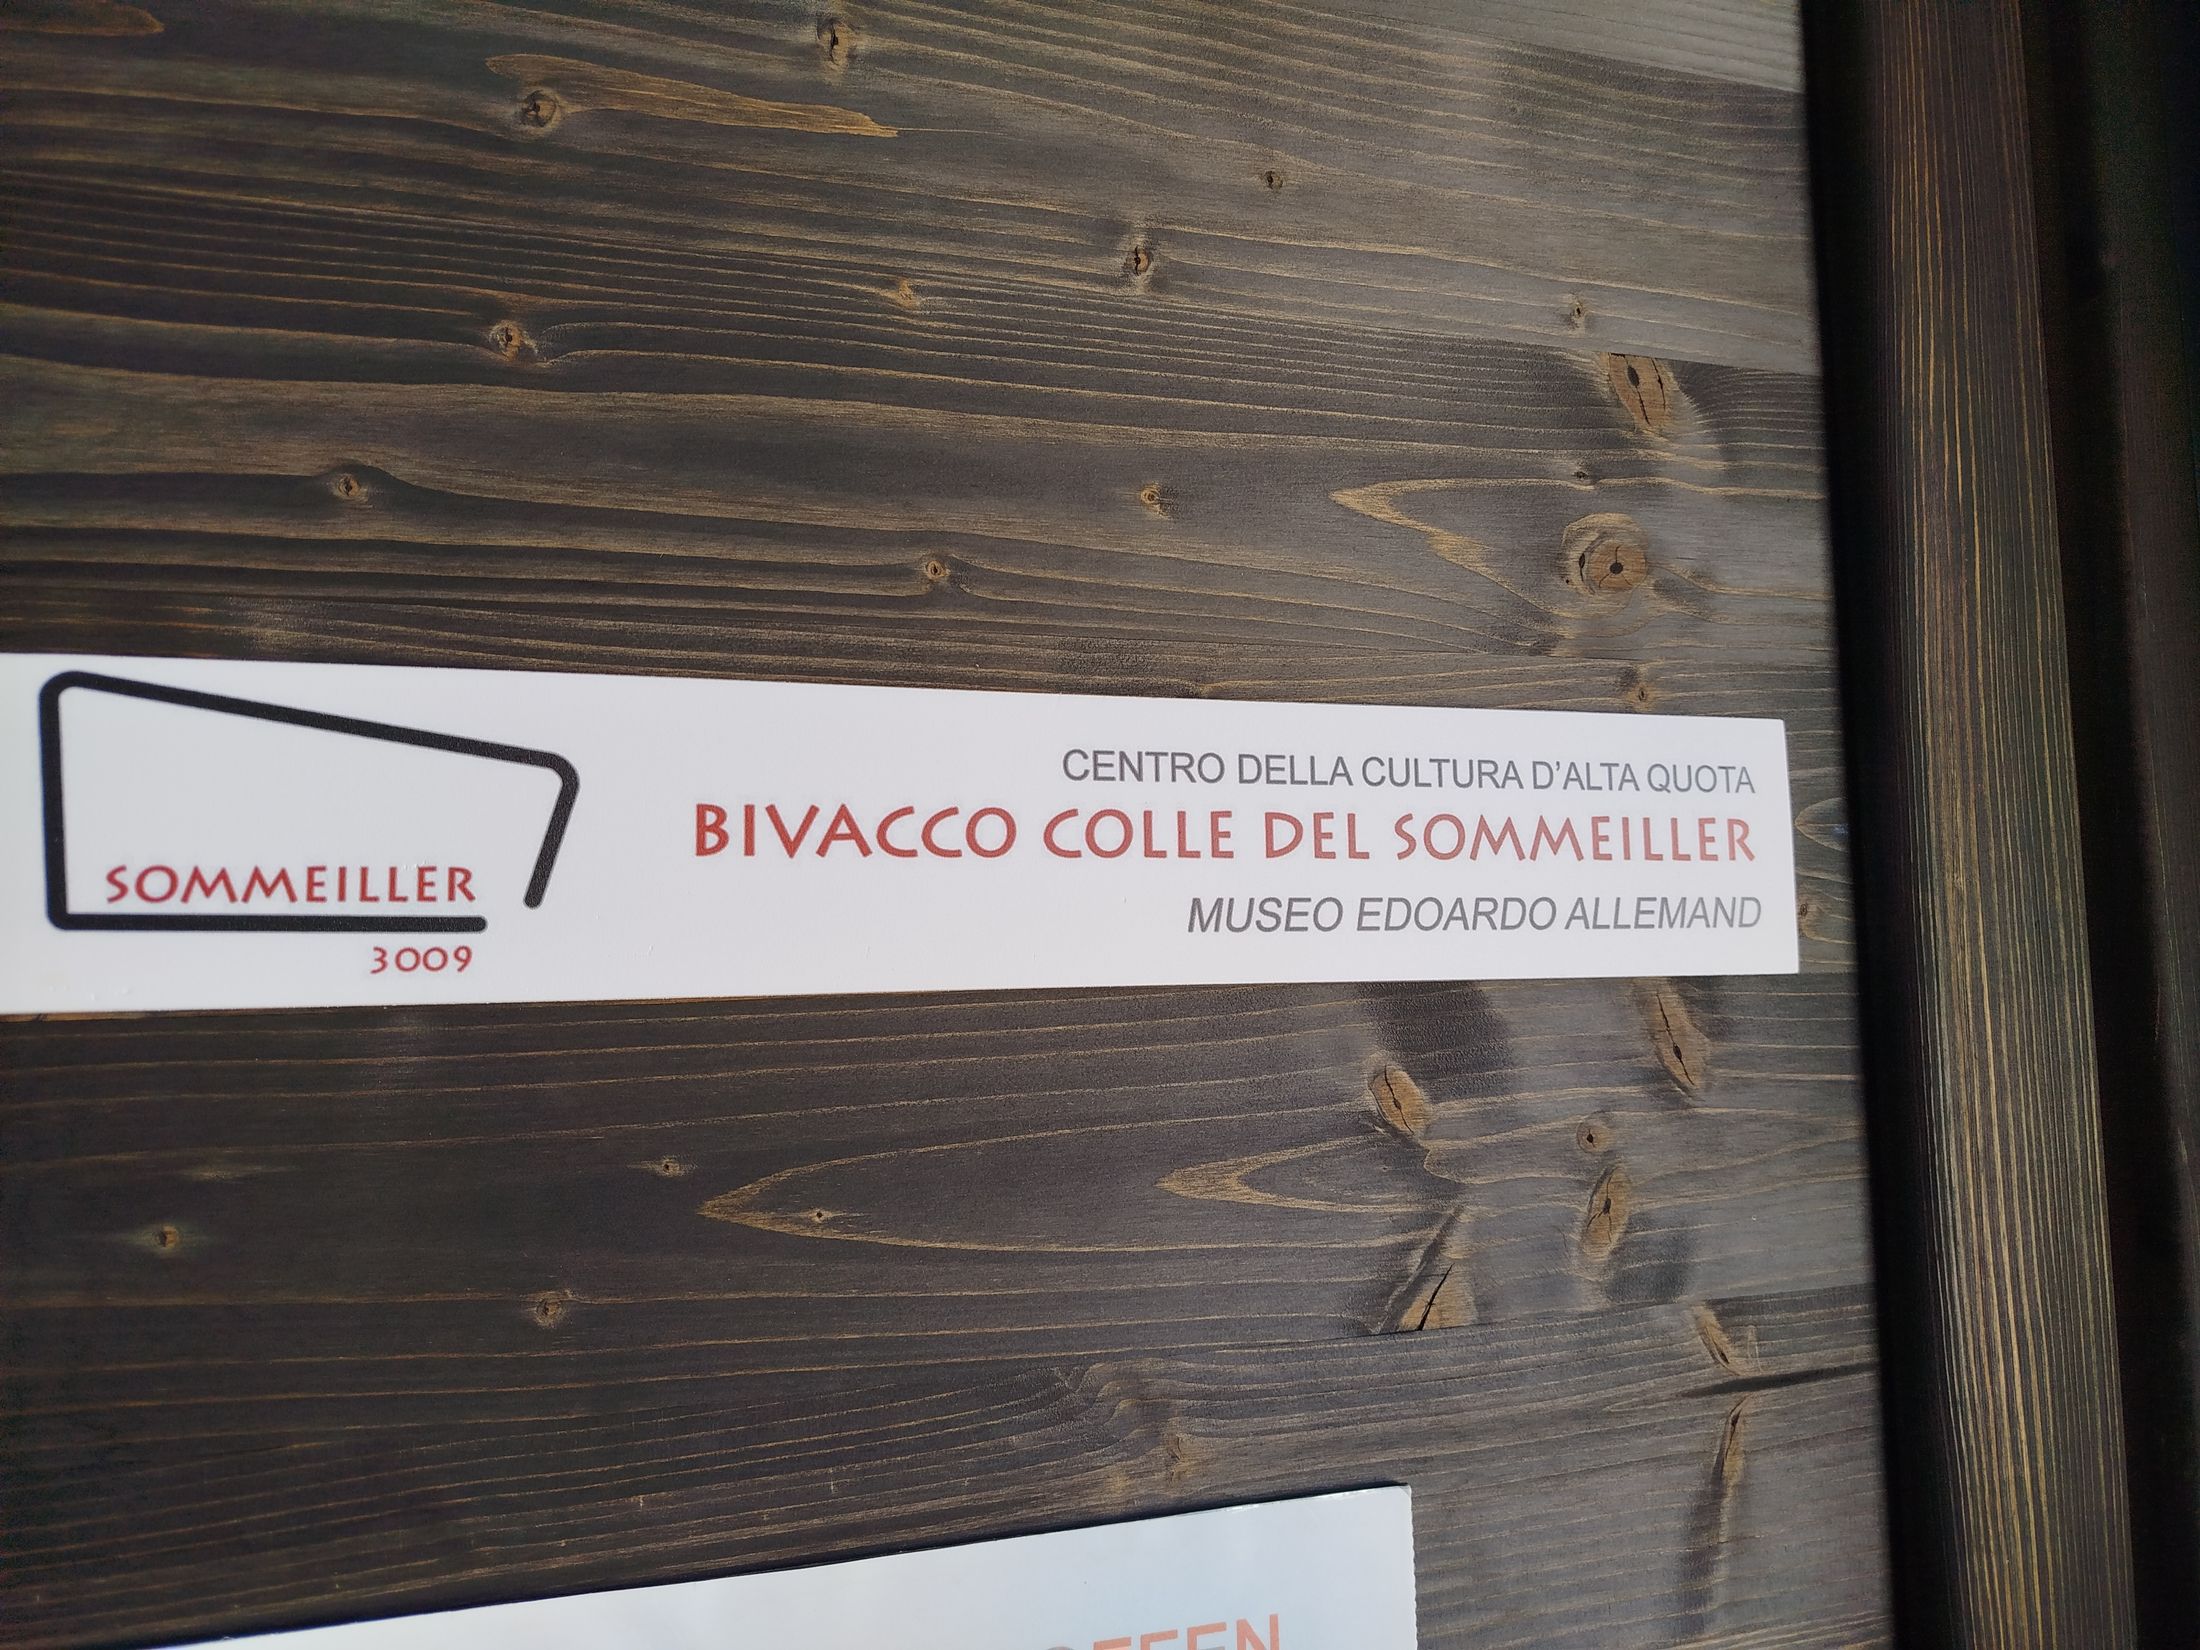 SOMMEILLER
3009
CENTRO DELLA CULTURA D'ALTA QUOTA
BIVACCO COLLE DEL SOMMEILLER
MUSEO EDOARDO ALLEMAND